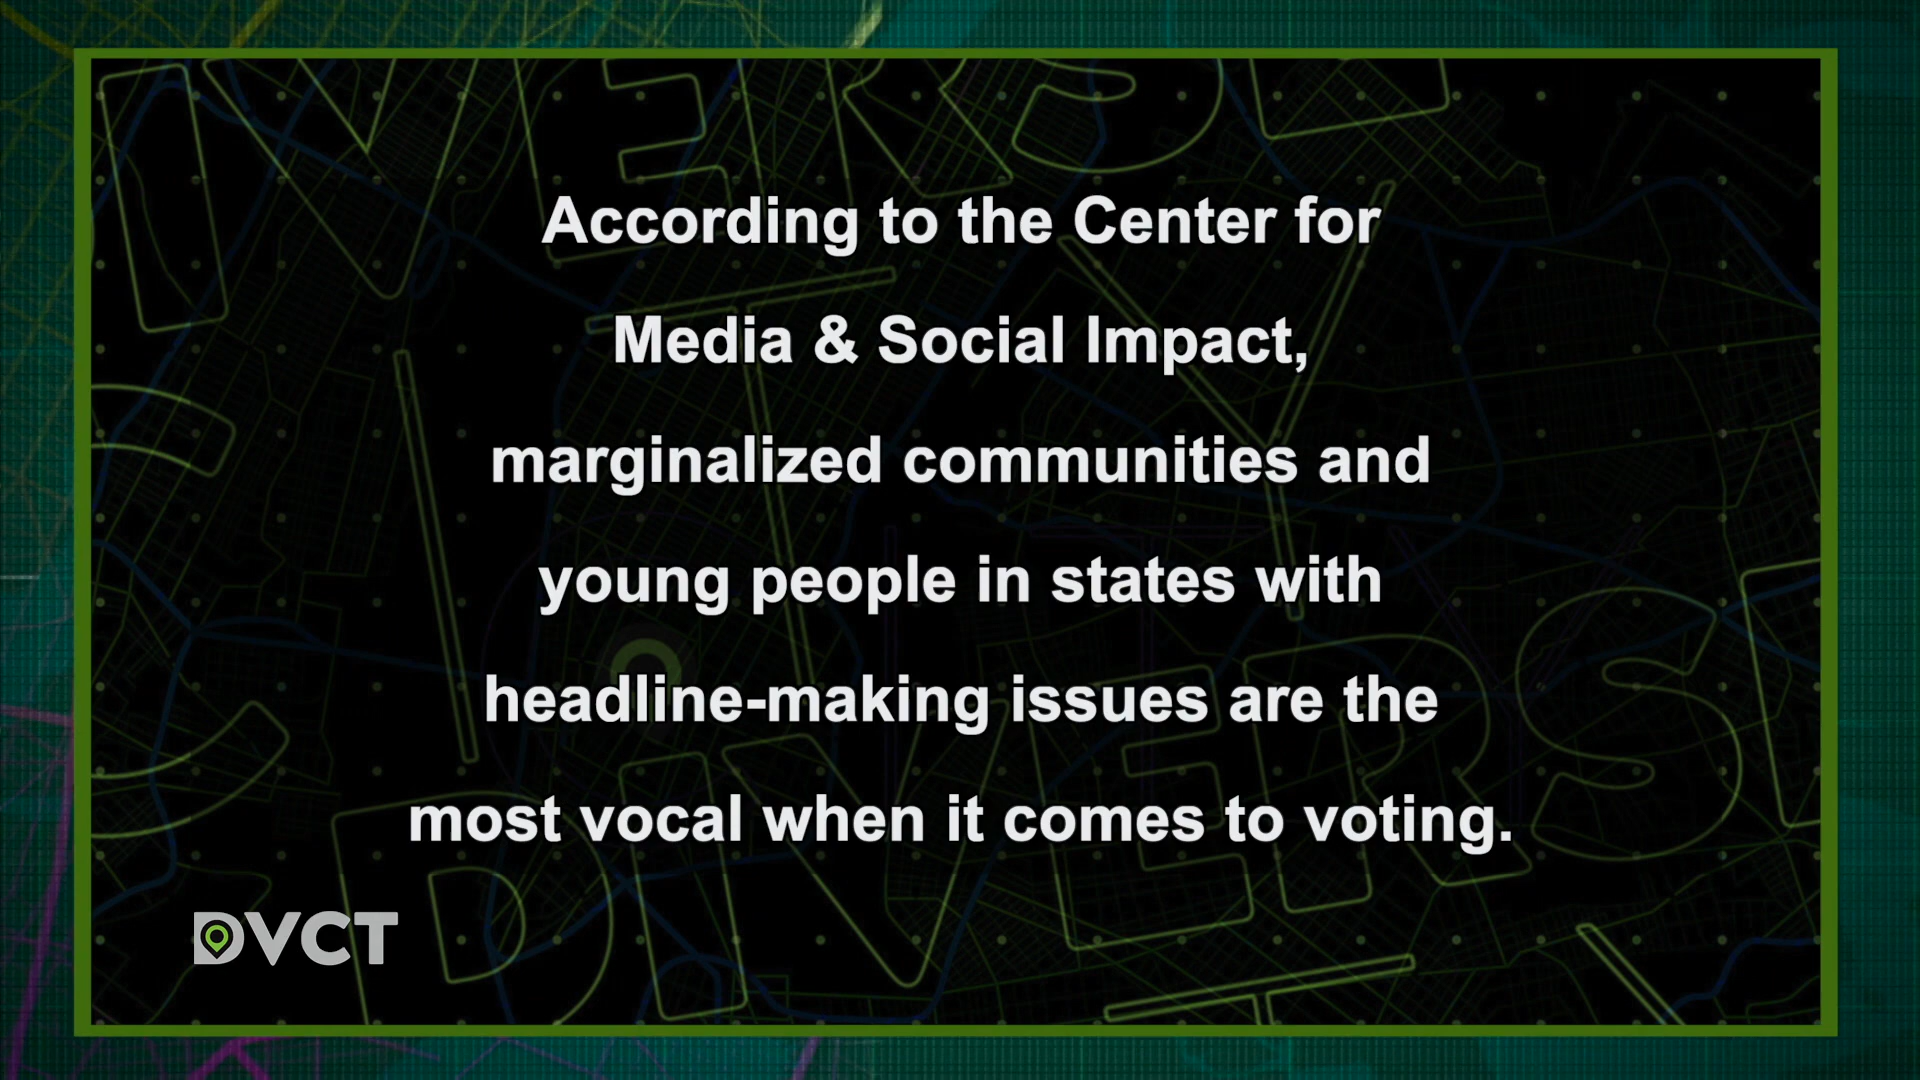 According to the Center for
Media & Social Impact,
marginalized communities and
young people in states with
headline-making issues are the
most vocal when it comes to voting.
DVCT